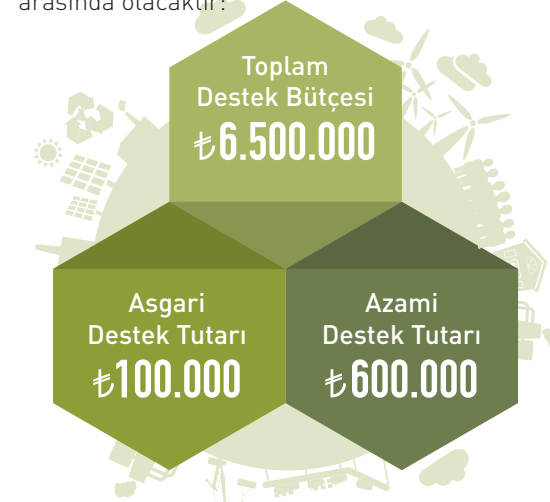 arasında olacaktır:
Toplam
Destek Bütçesi
₺6.500.000
Asgari
Destek Tutarı
₺100.000
Azami
Destek Tutarı
₺600.000